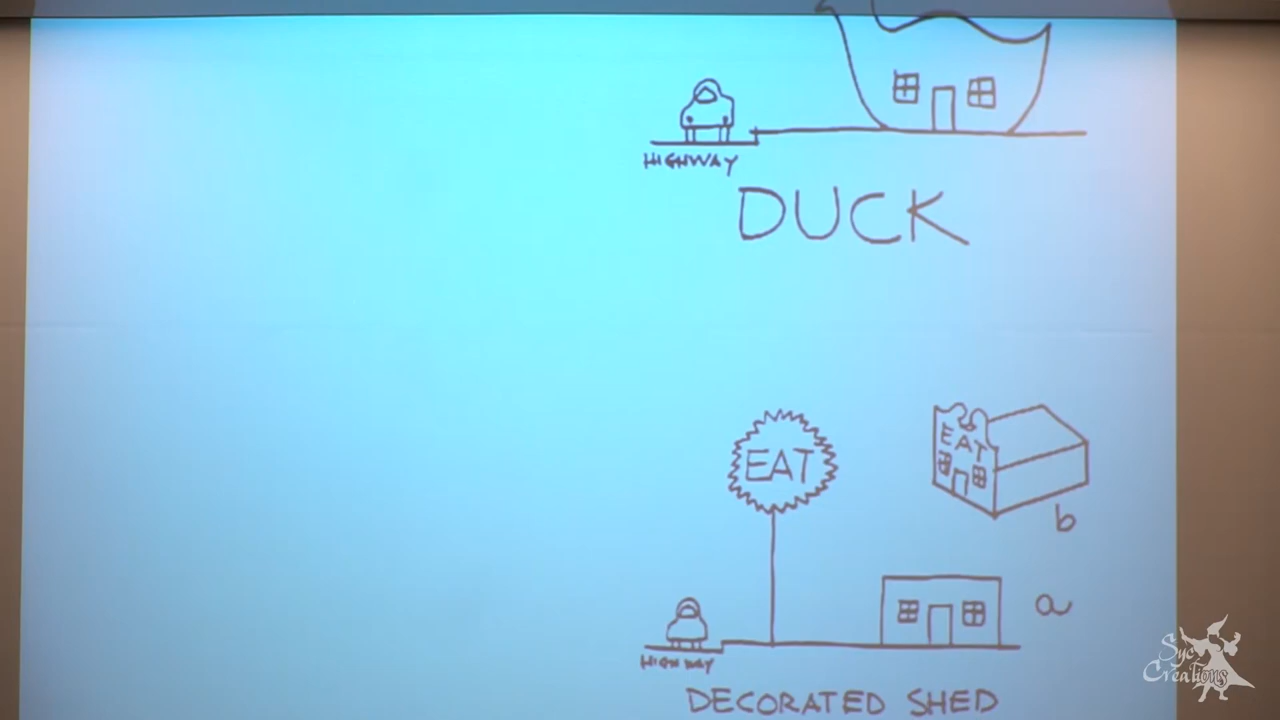 HIGHWAY
DUCK
EAT
EAT
b
a
HIGHWAY
DECORATED SHED
Syc
Creations